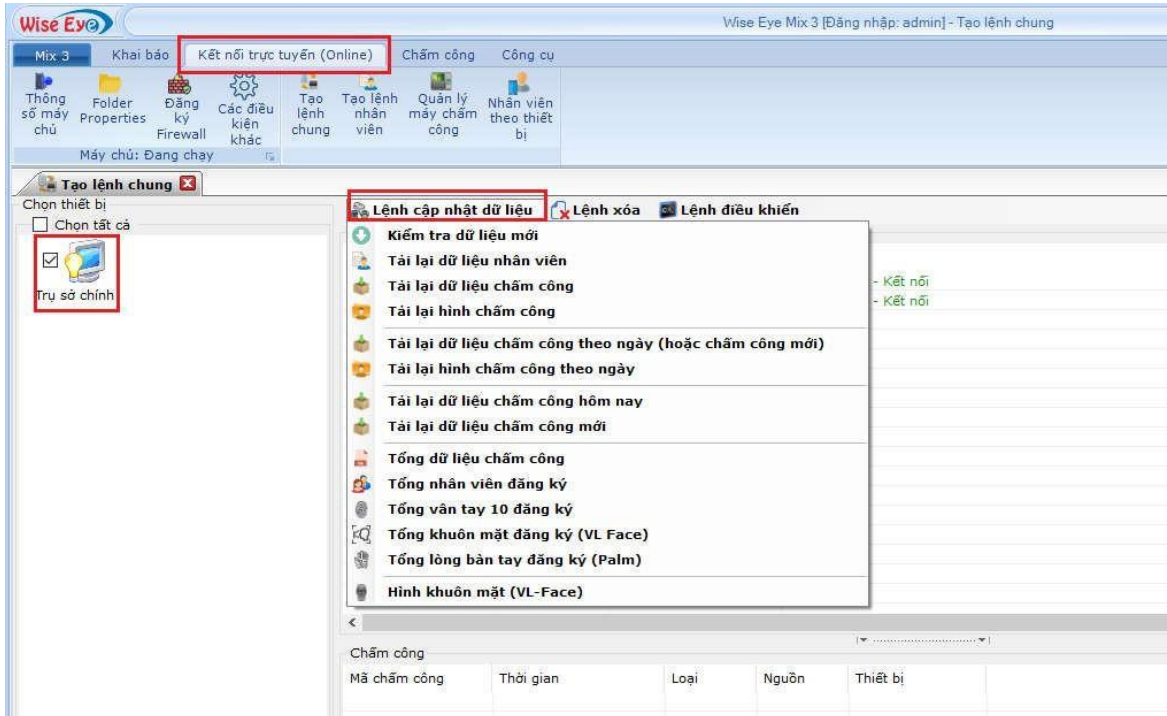 Wise Eye
Wise Eye Mix 3 [Đăng nhập: admin] - Tạo lệnh chung
Mix 3
Khai báo
Kết nối trực tuyến (Online)
Chấm công
Công cụ
Thông
số máy
chủ
Folder
Properties
Đăng
ký
Firewall
Các điều
kiện
khác
Tạo
lệnh
chung
Tạo lệnh
nhân
viên
Quản lý
máy chấm
công
Nhân viên
theo thiết
bị
Máy chủ: Đang chạy
Tạo lệnh chung
Chọn thiết bị
Chọn tất cả
Trụ sở chính
Lệnh cập nhật dữ liệu
Lệnh xóa
Lệnh điều khiển
Kiểm tra dữ liệu mới
Tải lại dữ liệu nhân viên
Tải lại dữ liệu chấm công
- Kết nối
Tải lại hình chấm công
- Kết nối
Tải lại dữ liệu chấm công theo ngày (hoặc chấm công mới)
Tải lại hình chấm công theo ngày
Tải lại dữ liệu chấm công hôm nay
Tải lại dữ liệu chấm công mới
Tổng dữ liệu chấm công
Tổng nhân viên đăng ký
Tổng vân tay 10 đăng ký
Tổng khuôn mặt đăng ký (VL Face)
Tổng lòng bàn tay đăng ký (Palm)
Hình khuôn mặt (VL-Face)
Chấm công
Mã chấm công
Thời gian
Loại
Nguồn
Thiết bị